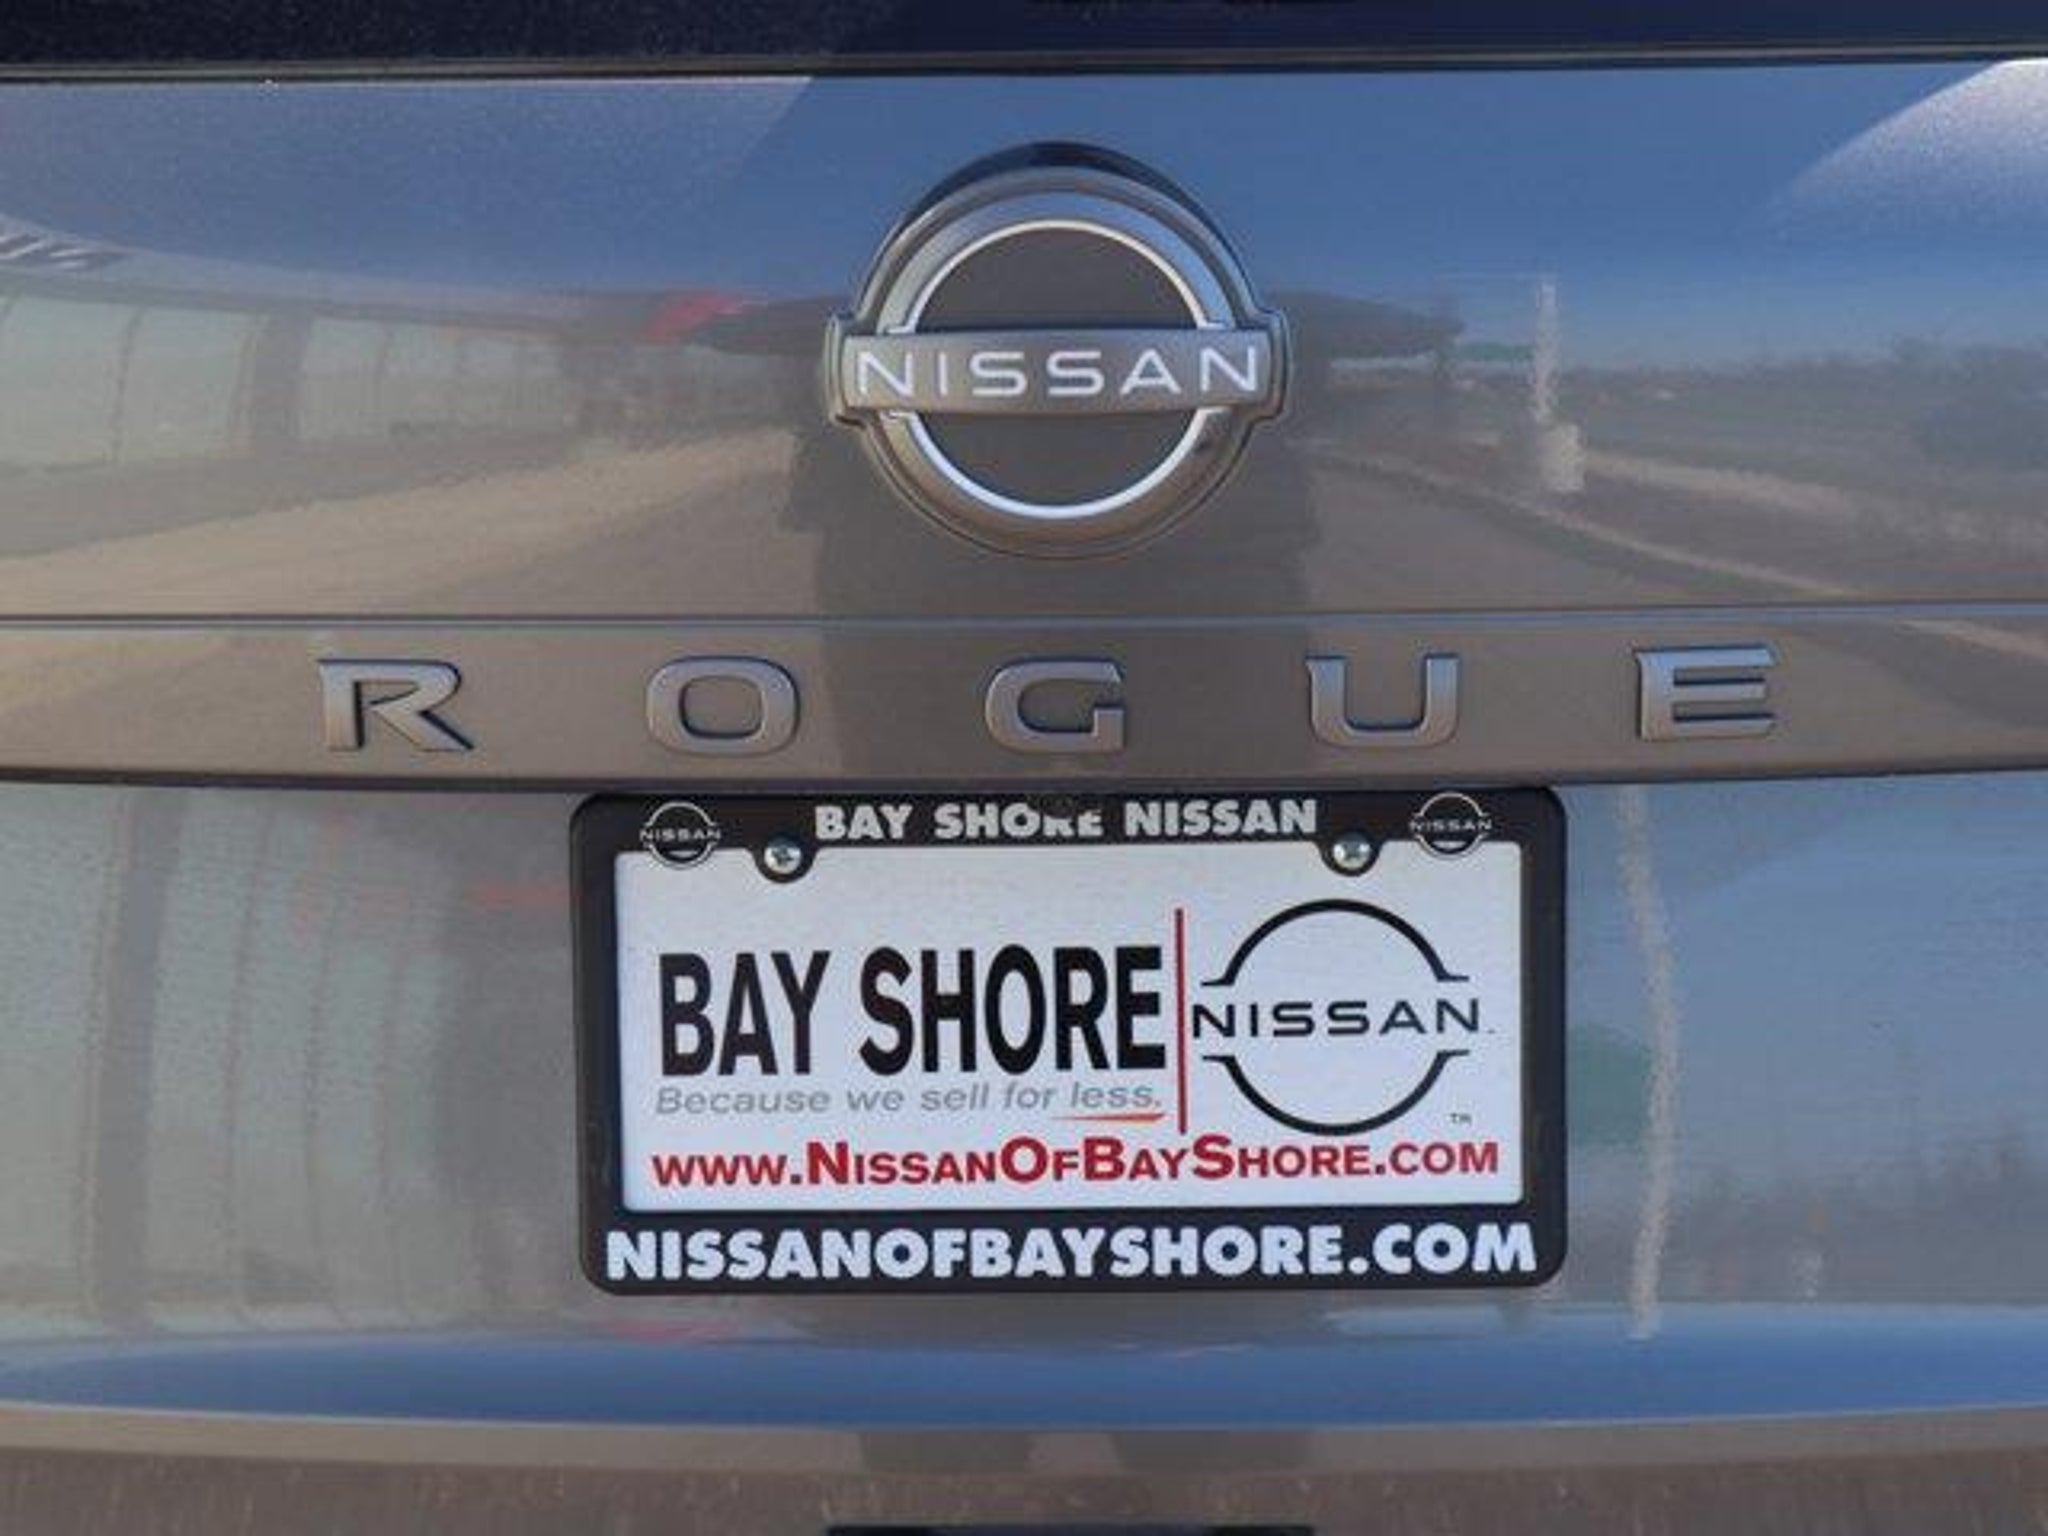 NISSAN
ROGUE
NISSAN BAY SHORE NISSAN NISSAN
BAY SHORE
NISSAN
Because we sell for less.
TM
www.NissanOfBayShore.com
NISSANOFBAYSHORE.COM